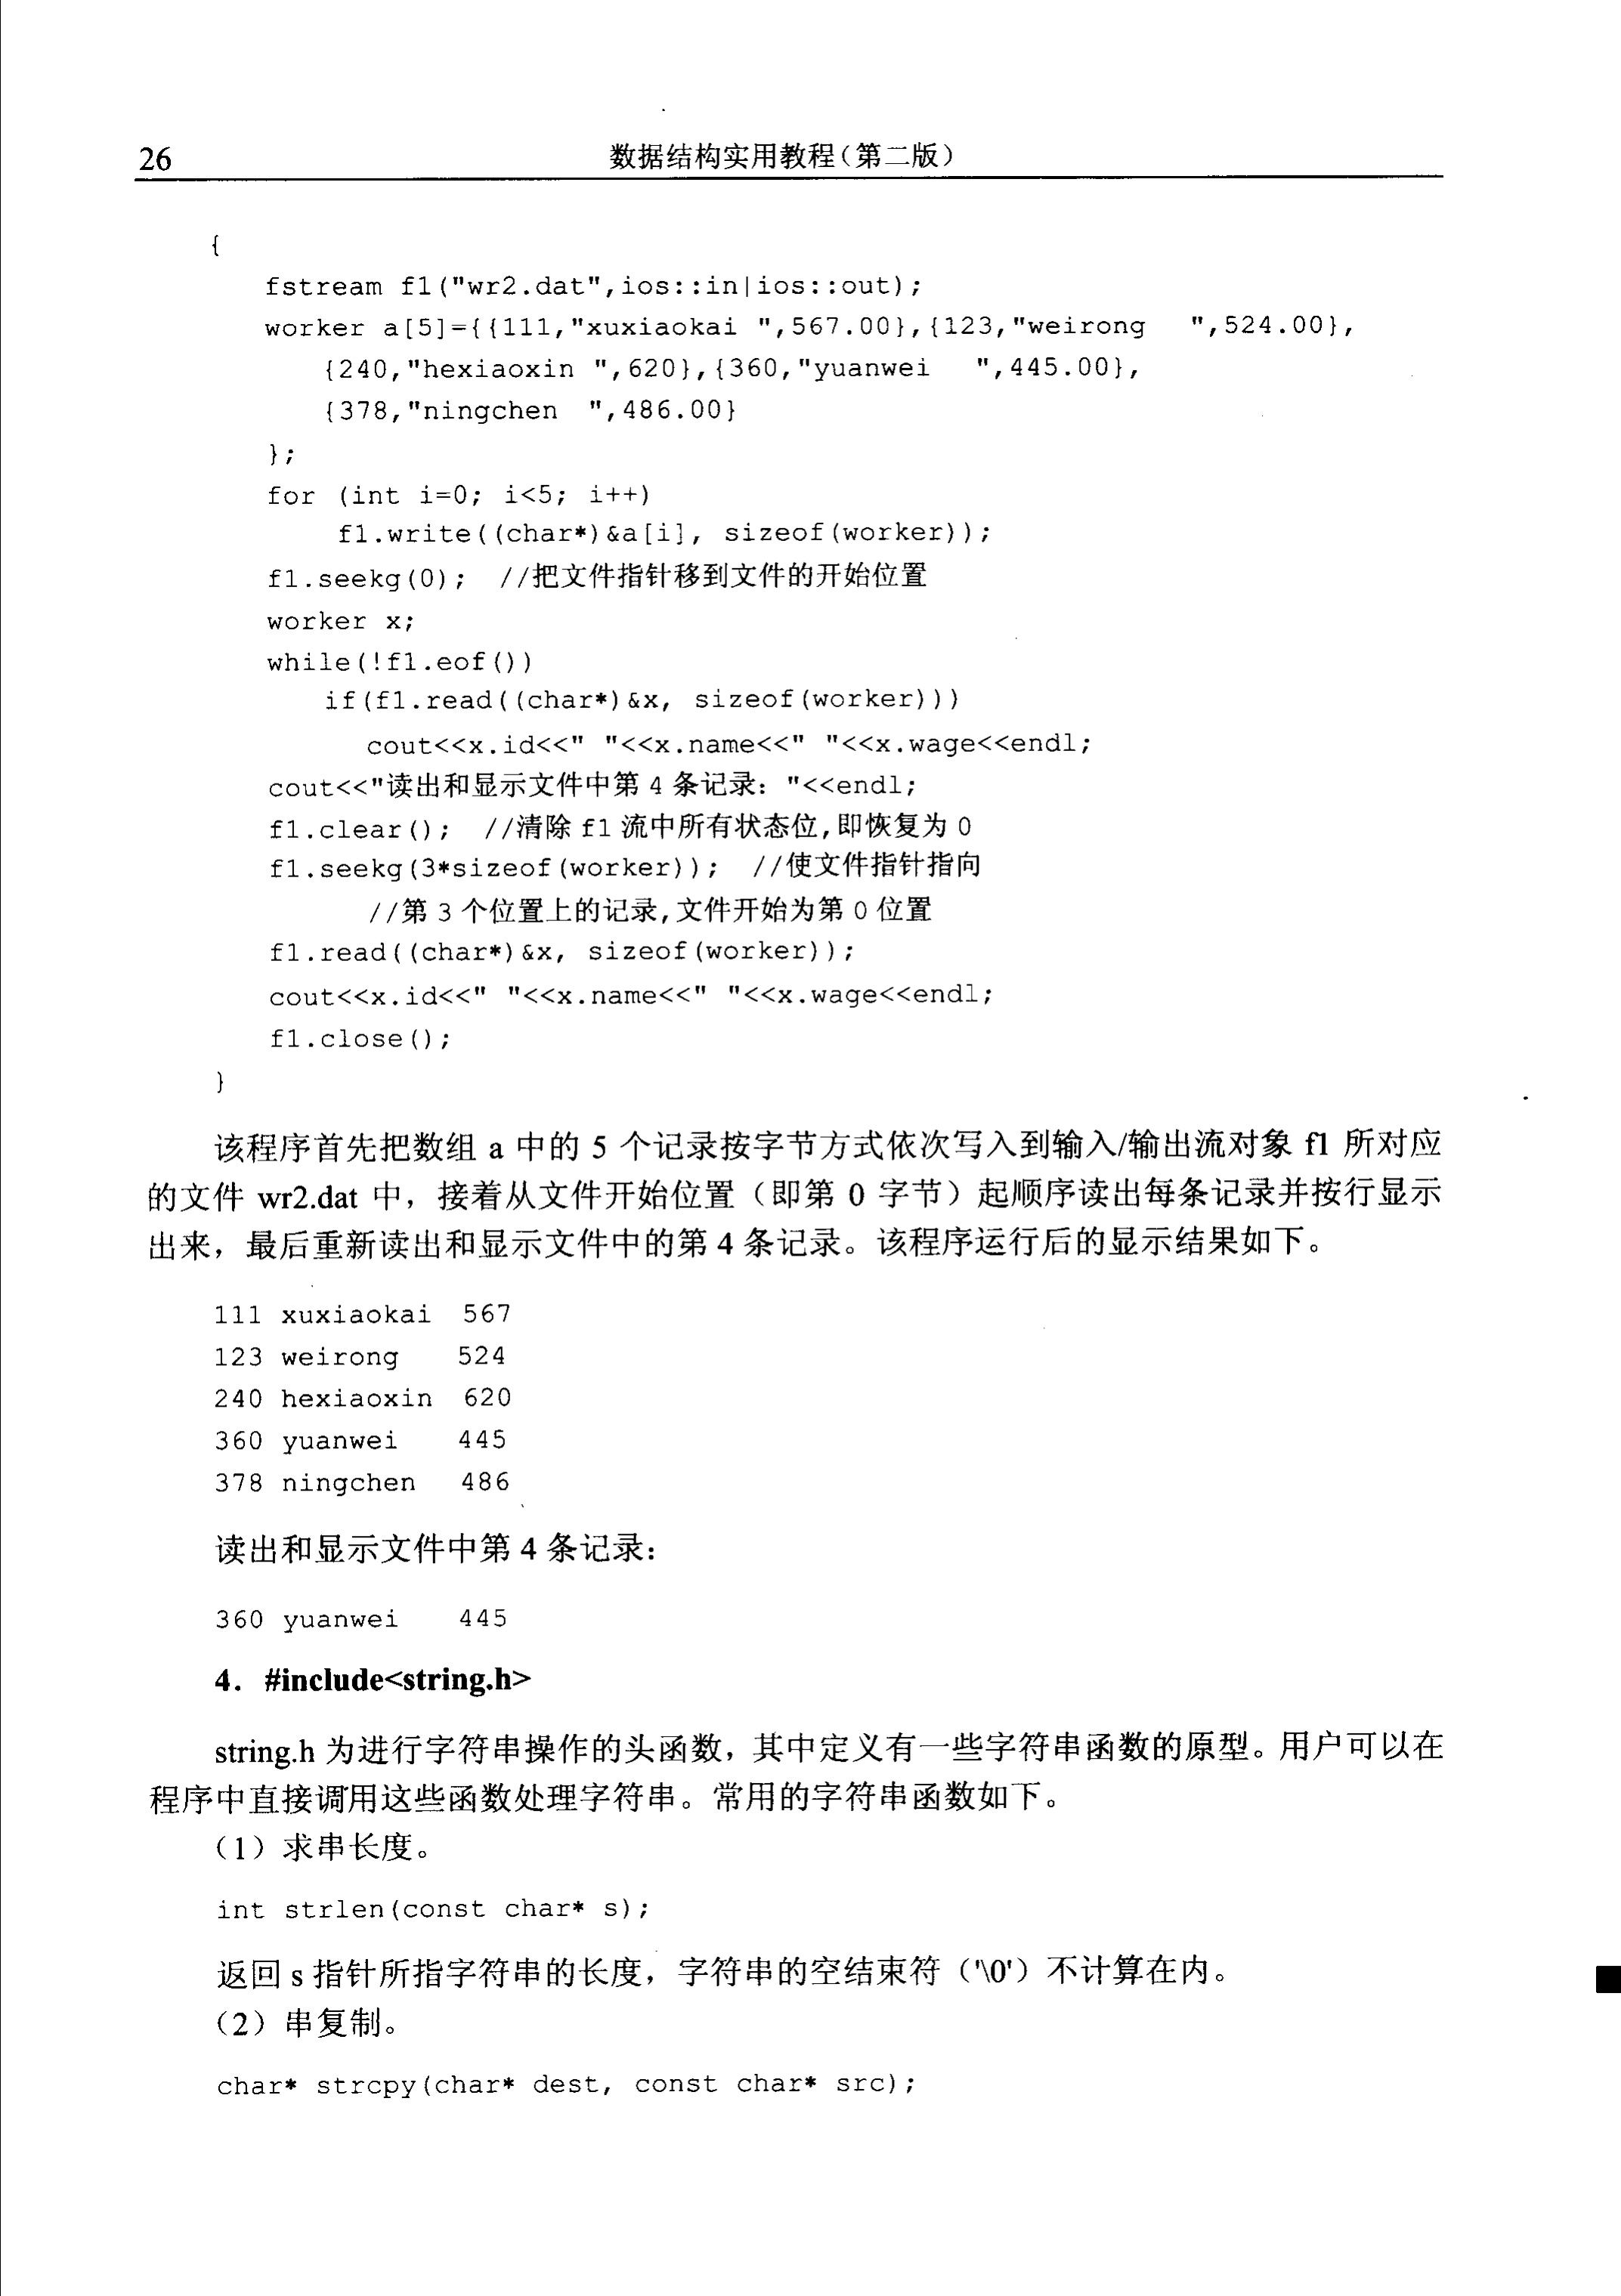 26
数据结构实用教程(第二版)
{
fstream f1("wr2.dat",ios::in|ios::out);
worker a[5]={{111,"xuxiaokai ",567.00},{123,"weirong   ",524.00},
{240,"hexiaoxin ",620},{360,"yuanwei   ",445.00},
{378,"ningchen  ",486.00}
};
for (int i=0; i<5; i++)
f1.write((char*)&a[i], sizeof(worker));
f1.seekg(0);  //把文件指针移到文件的开始位置
worker x;
while(!f1.eof())
if(f1.read((char*)&x, sizeof(worker)))
cout<<x.id<<" "<<x.name<<" "<<x.wage<<endl;
cout<<"读出和显示文件中第 4 条记录: "<<endl;
f1.clear();  //清除 f1 流中所有状态位,即恢复为 0
f1.seekg(3*sizeof(worker));  //使文件指针指向
//第 3 个位置上的记录,文件开始为第 0 位置
f1.read((char*)&x, sizeof(worker));
cout<<x.id<<" "<<x.name<<" "<<x.wage<<endl;
f1.close();
}
该程序首先把数组 a 中的 5 个记录按字节方式依次写入到输入/输出流对象 f1 所对应
的文件 wr2.dat 中，接着从文件开始位置（即第 0 字节）起顺序读出每条记录并按行显示
出来，最后重新读出和显示文件中的第 4 条记录。该程序运行后的显示结果如下。
111 xuxiaokai  567
123 weirong    524
240 hexiaoxin  620
360 yuanwei    445
378 ningchen   486
读出和显示文件中第 4 条记录:
360 yuanwei    445
4．#include<string.h>
string.h 为进行字符串操作的头函数，其中定义有一些字符串函数的原型。用户可以在
程序中直接调用这些函数处理字符串。常用的字符串函数如下。
（1）求串长度。
int strlen(const char* s);
返回 s 指针所指字符串的长度，字符串的空结束符（'\0'）不计算在内。
（2）串复制。
char* strcpy(char* dest, const char* src);